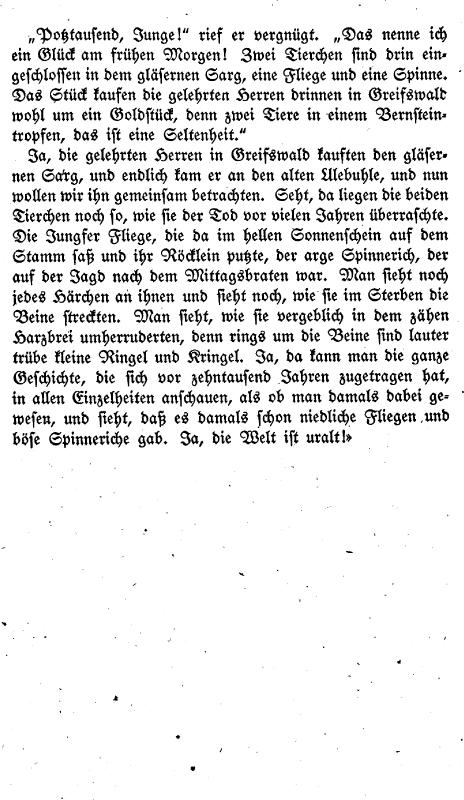 „Potztausend, Junge!“ rief er vergnügt. „Das nenne ich
ein Glück am frühen Morgen! Zwei Tierchen sind drin ein-
geschlossen in dem gläsernen Sarg, eine Fliege und eine Spinne.
Das Stück kaufen die gelehrten Herren drinnen in Greifswald
wohl um ein Goldstück, denn zwei Tiere in einem Bernstein-
tropfen, das ist eine Seltenheit.“
Ja, die gelehrten Herren in Greifswald kauften den gläser-
nen Sarg, und endlich kam er an den alten Ulebuhle, und nun
wollen wir ihn gemeinsam betrachten. Seht, da liegen die beiden
Tierchen noch so, wie sie der Tod vor vielen Jahren überraschte.
Die Jungfer Fliege, die da im hellen Sonnenschein auf dem
Stamm saß und ihr Röcklein putzte, der arge Spinnerich, der
auf der Jagd nach dem Mittagsbraten war. Man sieht noch
jedes Härchen an ihnen und sieht noch, wie sie im Sterben die
Beine streckten. Man sieht, wie sie vergeblich in dem zähen
Harzbrei umherruderten, denn rings um die Beine sind lauter
trübe kleine Ringel und Kringel. Ja, da kann man die ganze
Geschichte, die sich vor zehntausend Jahren zugetragen hat,
in allen Einzelheiten anschauen, als ob man damals dabei ge-
wesen, und sieht, daß es damals schon niedliche Fliegen und
böse Spinneriche gab. Ja, die Welt ist uralt!»